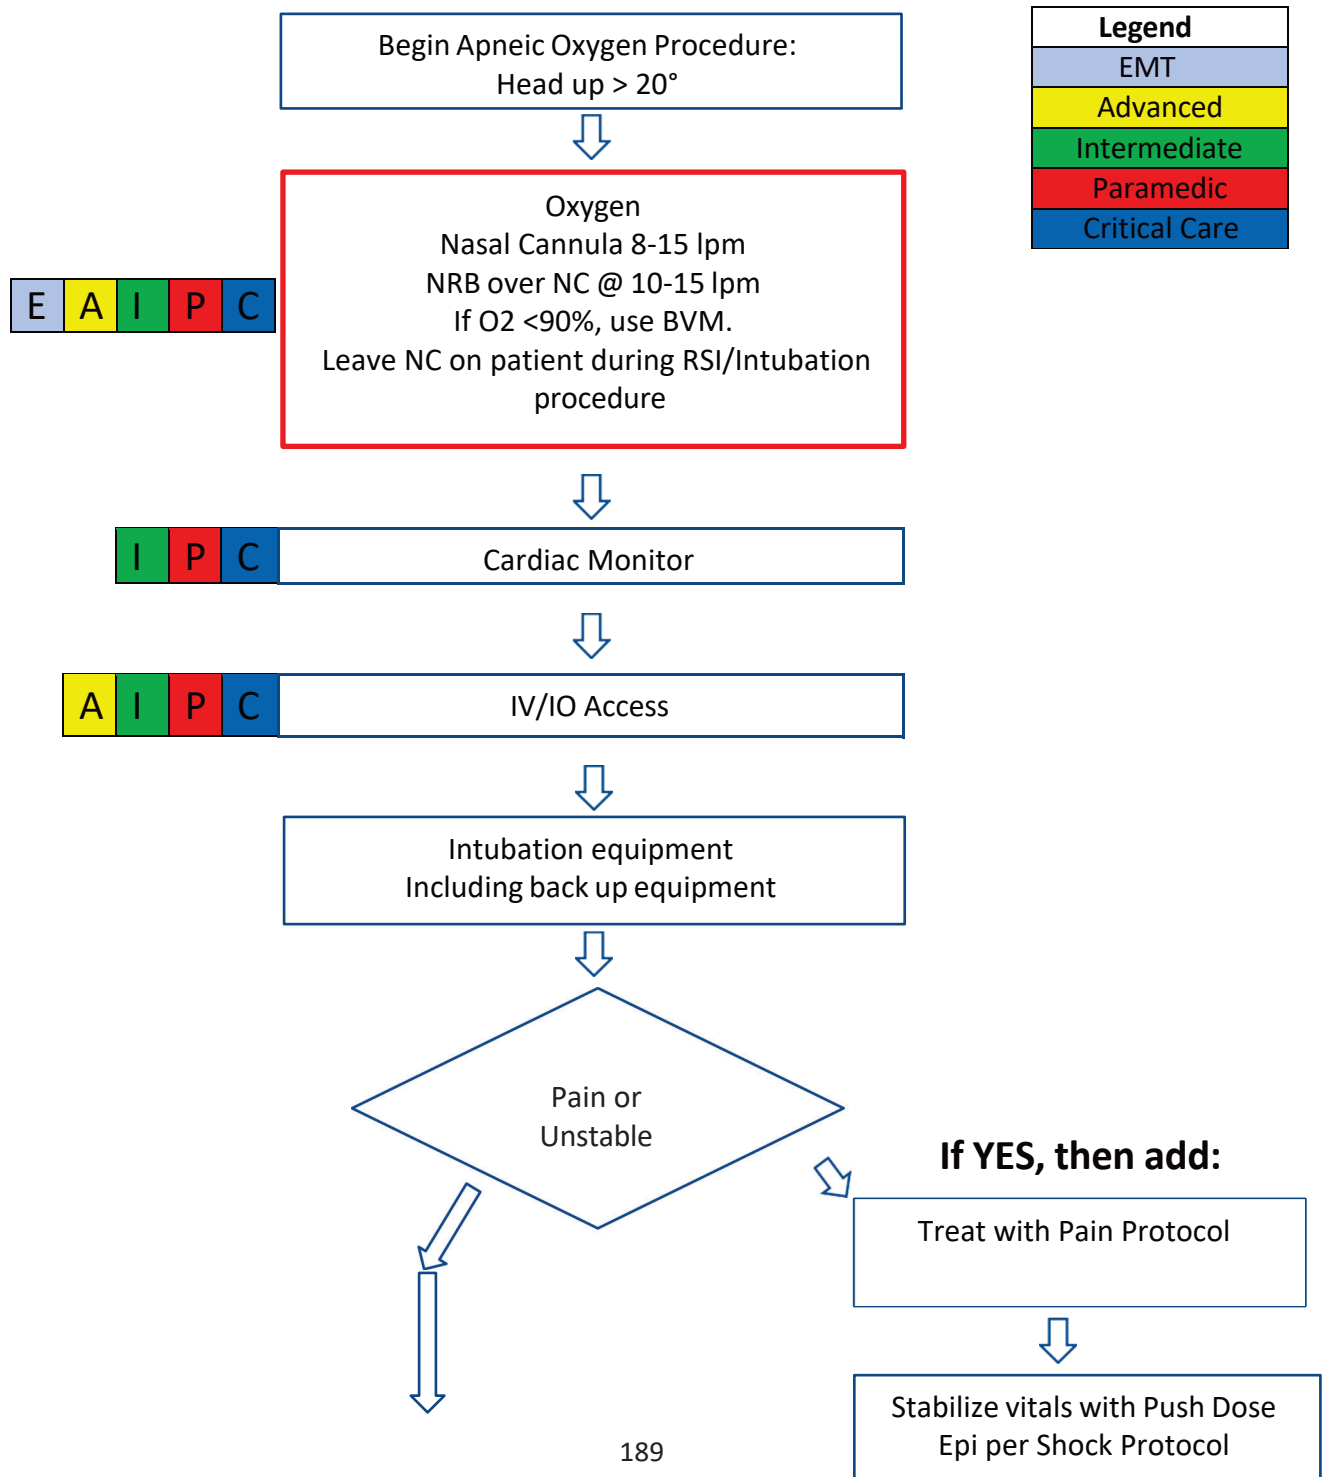 Begin Apneic Oxygen Procedure:
Head up > 20°
Legend
EMT
Advanced
Intermediate
Paramedic
Critical Care
Oxygen
Nasal Cannula 8-15 lpm
NRB over NC @ 10-15 lpm
If O2 <90%, use BVM.
Leave NC on patient during RSI/Intubation
procedure
E A I P C
I P C
Cardiac Monitor
A I P C
IV/IO Access
Intubation equipment
Including back up equipment
Pain or
Unstable
If YES, then add:
Treat with Pain Protocol
Stabilize vitals with Push Dose
Epi per Shock Protocol
189